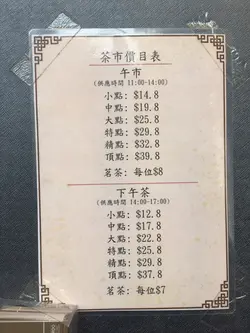 茶市價目表
午市
(供應時間 11:00-14:00)
小點: $14.8
中點: $19.8
大點: $25.8
特點: $29.8
精點: $32.8
頂點: $39.8
茗茶: 每位$8
下午茶
(供應時間 14:00-17:00)
小點: $12.8
中點: $17.8
大點: $22.8
特點: $25.8
精點: $29.8
頂點: $37.8
茗茶: 每位$7